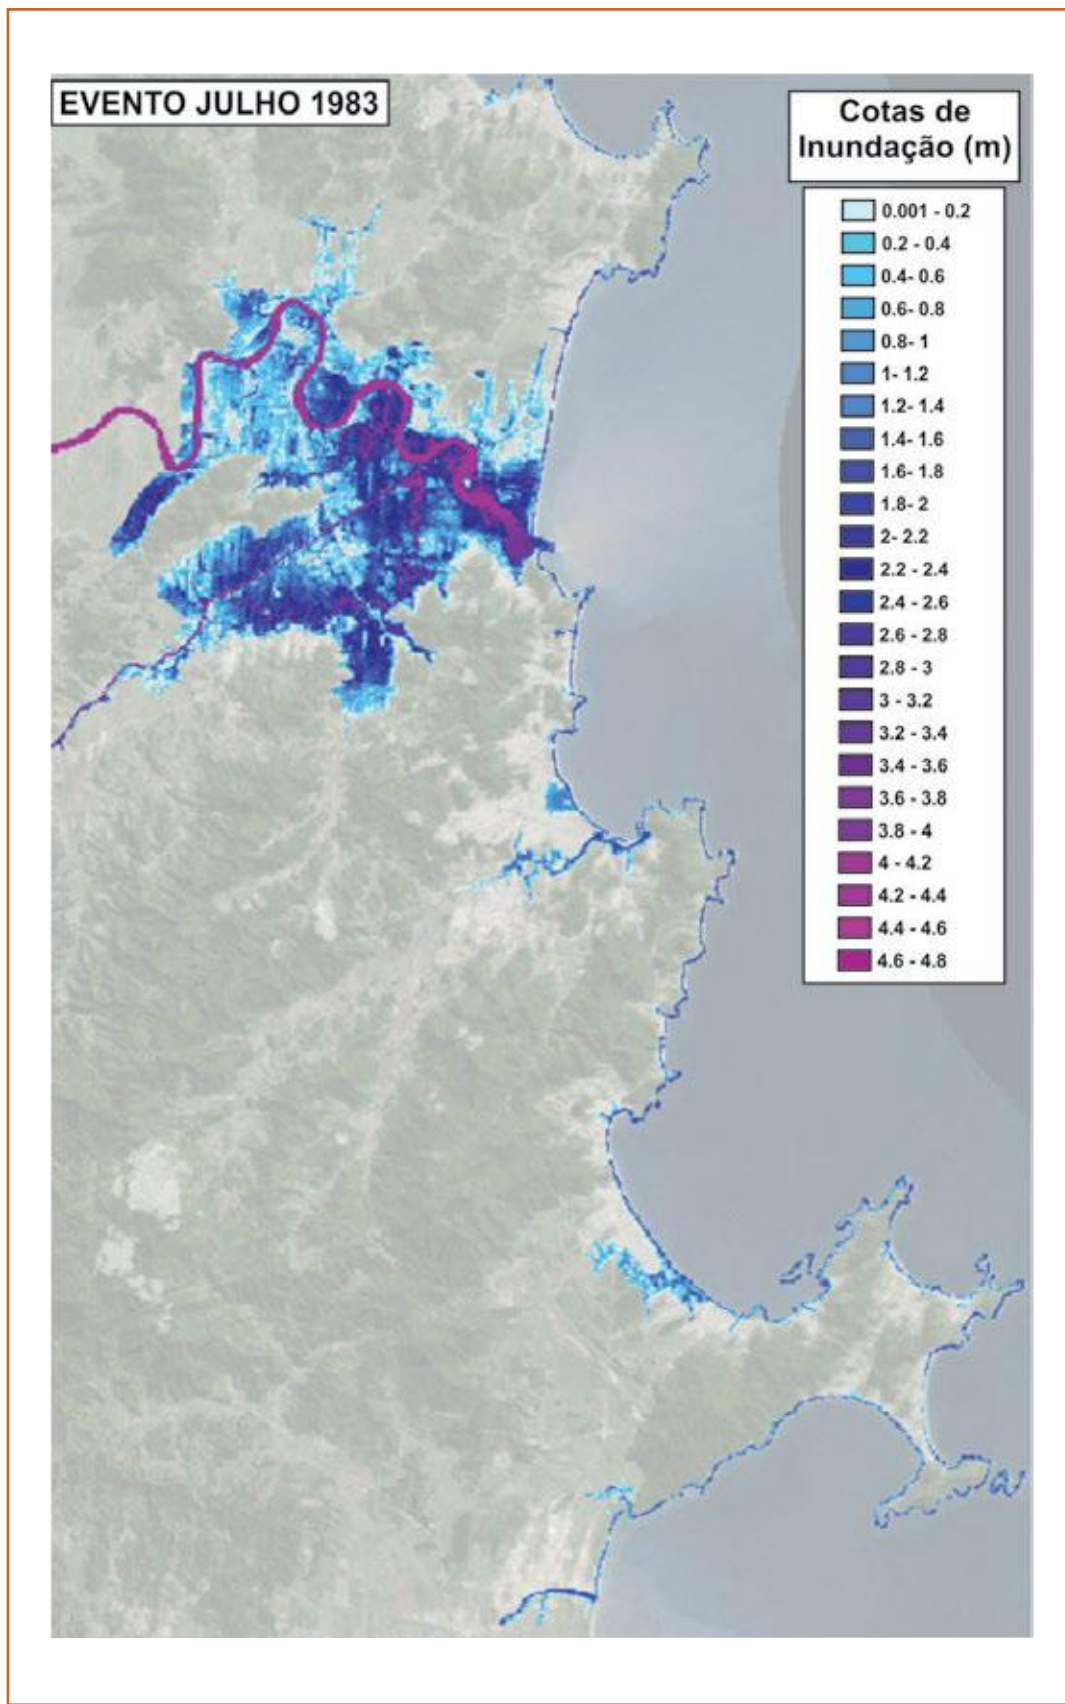 EVENTO JULHO 1983
Cotas de
Inundação (m)
0.001 - 0.2
0.2 - 0.4
0.4- 0.6
0.6- 0.8
0.8- 1
1- 1.2
1.2- 1.4
1.4- 1.6
1.6- 1.8
1.8- 2
2- 2.2
2.2 - 2.4
2.4 - 2.6
2.6 - 2.8
2.8 - 3
3 - 3.2
3.2 - 3.4
3.4 - 3.6
3.6 - 3.8
3.8 - 4
4 - 4.2
4.2 - 4.4
4.4 - 4.6
4.6 - 4.8